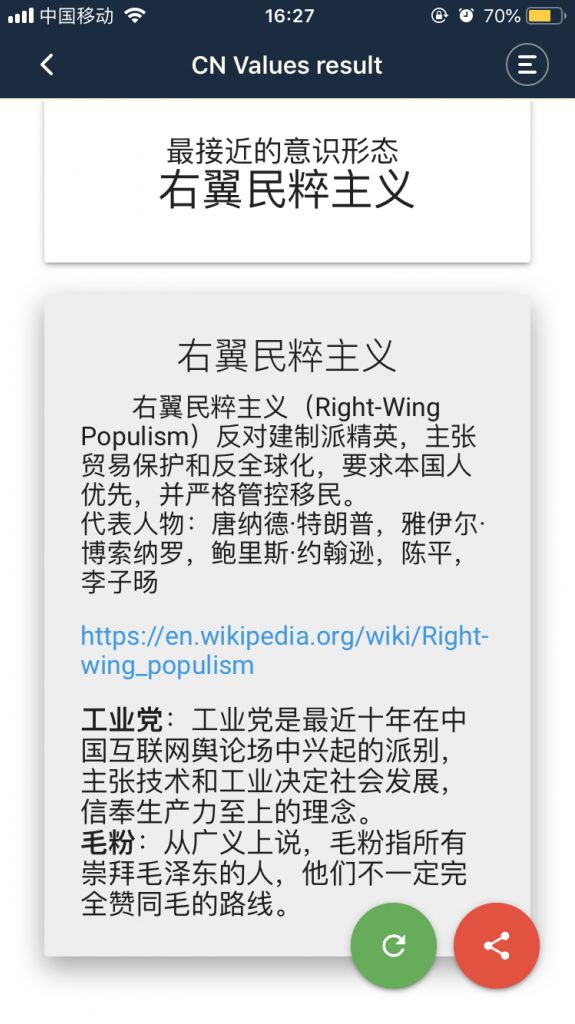 中国移动 16:27 70%
CN Values result
最接近的意识形态
右翼民粹主义
右翼民粹主义
右翼民粹主义（Right-Wing
Populism）反对建制派精英，主张
贸易保护和反全球化，要求本国人
优先，并严格管控移民。
代表人物：唐纳德·特朗普，雅伊尔·
博索纳罗，鲍里斯·约翰逊，陈平，
李子旸
https://en.wikipedia.org/wiki/Right-
wing_populism
工业党：工业党是最近十年在中
国互联网舆论场中兴起的派别，
主张技术和工业决定社会发展，
信奉生产力至上的理念。
毛粉：从广义上说，毛粉指所有
崇拜毛泽东的人，他们不一定完
全赞同毛的路线。